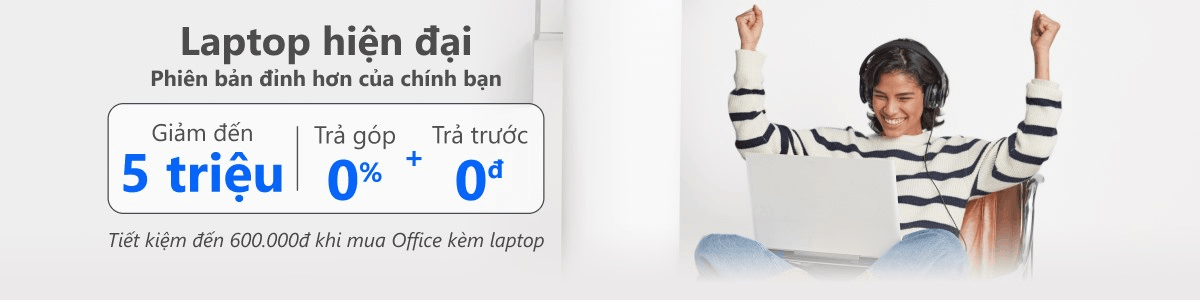 Laptop hiện đại
Phiên bản đỉnh hơn của chính bạn
Giảm đến
5 triệu
Trả góp
0%
+
Trả trước
0đ
Tiết kiệm đến 600.000đ khi mua Office kèm laptop